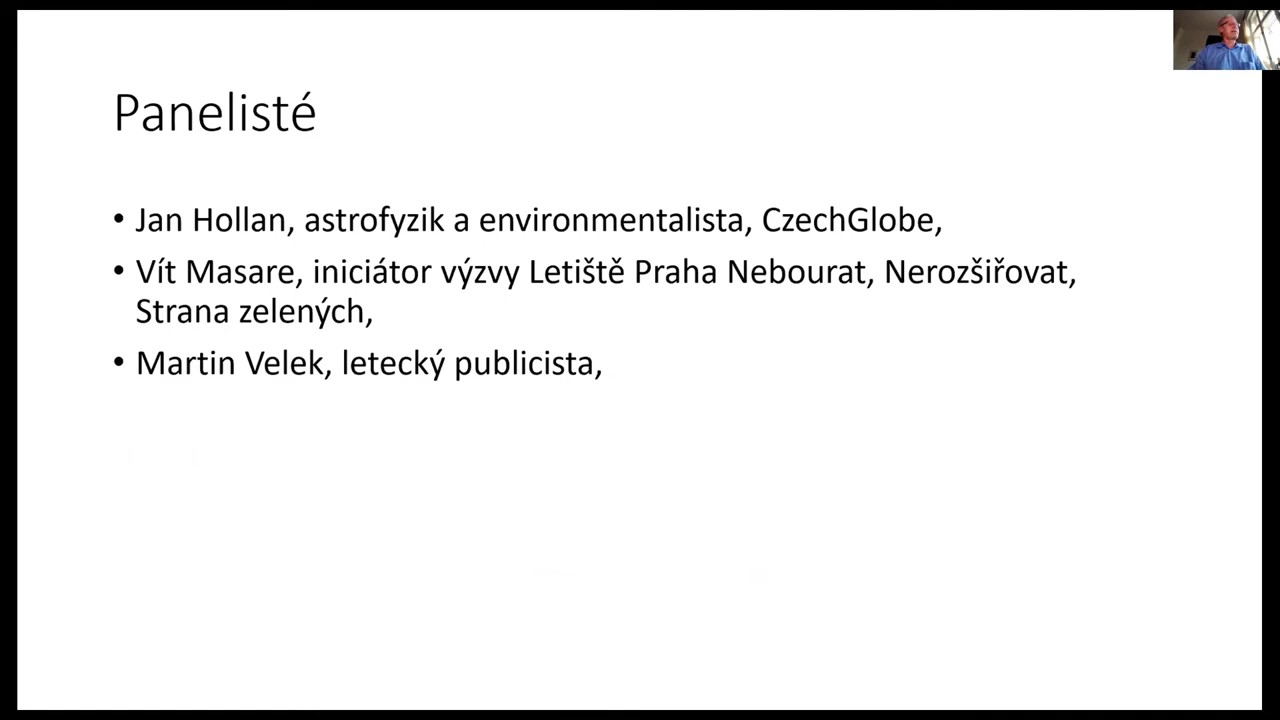 Panelisté
• Jan Hollan, astrofyzik a environmentalista, CzechGlobe,
• Vít Masare, iniciátor výzvy Letiště Praha Nebourat, Nerozšiřovat,
Strana zelených,
• Martin Velek, letecký publicista,